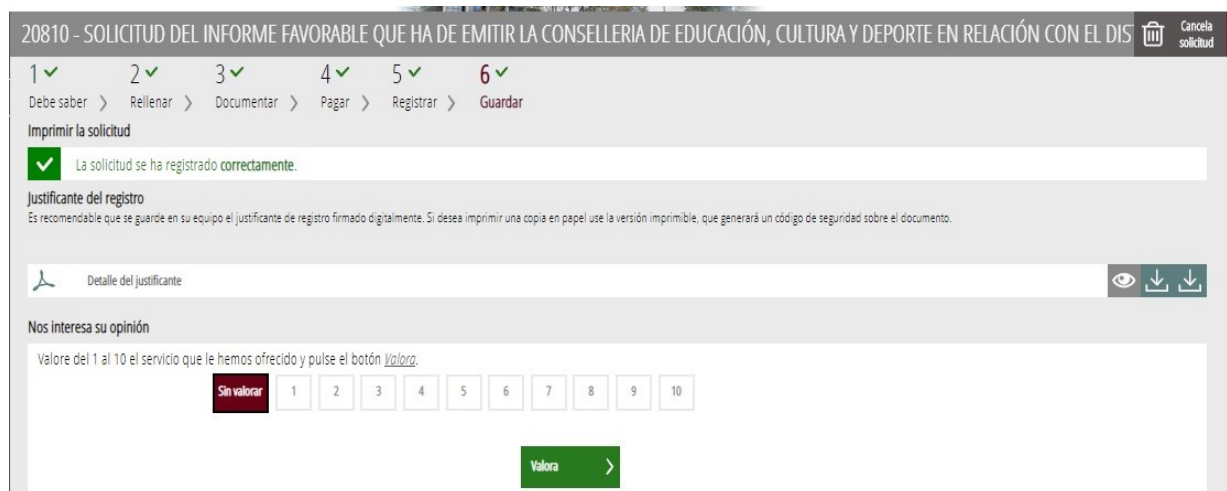 20810 - SOLICITUD DEL INFORME FAVORABLE QUE HA DE EMITIR LA CONSELLERIA DE EDUCACIÓN, CULTURA Y DEPORTE EN RELACIÓN CON EL DIS
Cancela
solicitud
1 2 3 4 5 6
Debe saber Rellenar Documentar Pagar Registrar Guardar
Imprimir la solicitud
La solicitud se ha registrado correctamente.
Justificante del registro
Es recomendable que se guarde en su equipo el justificante de registro firmado digitalmente. Si desea imprimir una copia en papel use la versión imprimible, que generará un código de seguridad sobre el documento.
Detalle del justificante
Nos interesa su opinión
Valore del 1 al 10 el servicio que le hemos ofrecido y pulse el botón Valora.
Sin valorar 1 2 3 4 5 6 7 8 9 10
Valora